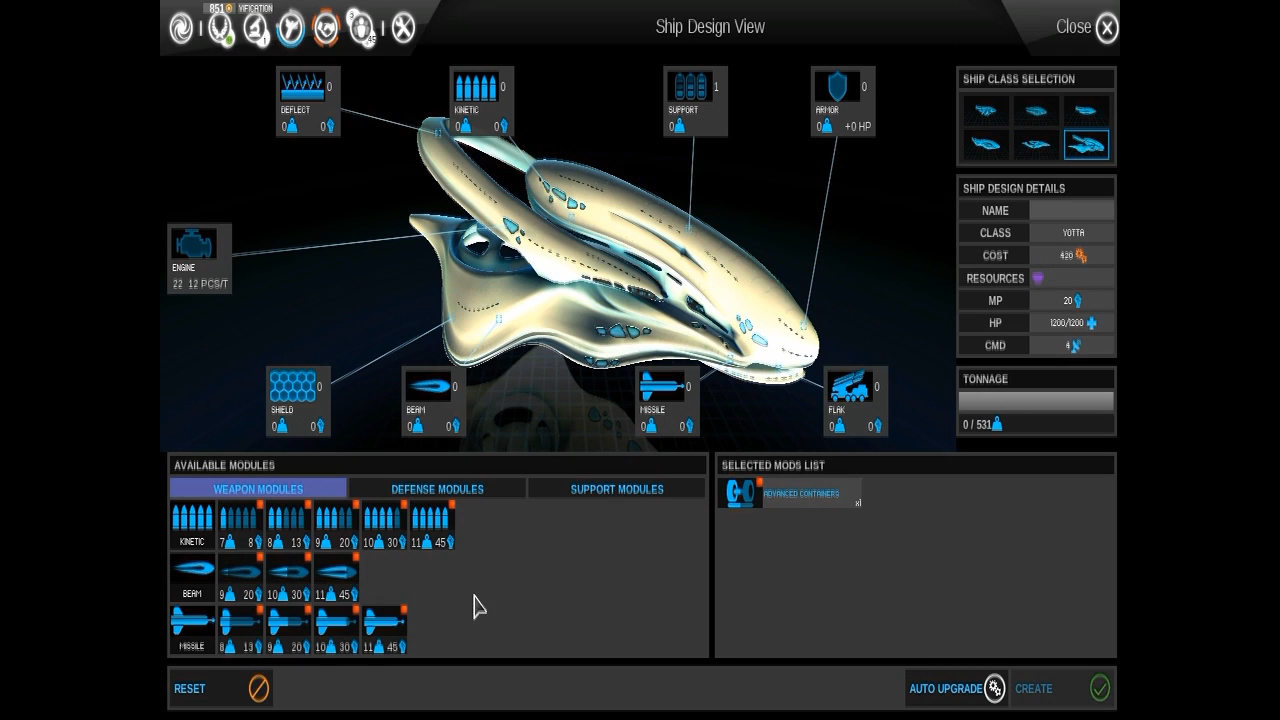 851 VIFICATION
Ship Design View
Close
DEFLECT 0
0 0
KINETIC 0
0 0
SUPPORT 1
0
ARMOR 0
0 +0 HP
ENGINE
22 12 PCS/T
SHIELD 0
0 0
BEAM 0
0 0
MISSILE 0
0 0
FLAK 0
0 0
SHIP CLASS SELECTION
SHIP DESIGN DETAILS
NAME
CLASS YOTTA
COST 420
RESOURCES
MP 20
HP 1200/1200
CMD 4
TONNAGE
0 / 531
AVAILABLE MODULES
WEAPON MODULES DEFENSE MODULES SUPPORT MODULES
KINETIC 7 8 8 13 9 20 10 30 11 45
BEAM 9 20 10 30 11 45
MISSILE 8 13 9 20 10 30 11 45
SELECTED MODS LIST
ADVANCED CONTAINERS x1
RESET
AUTO UPGRADE
CREATE